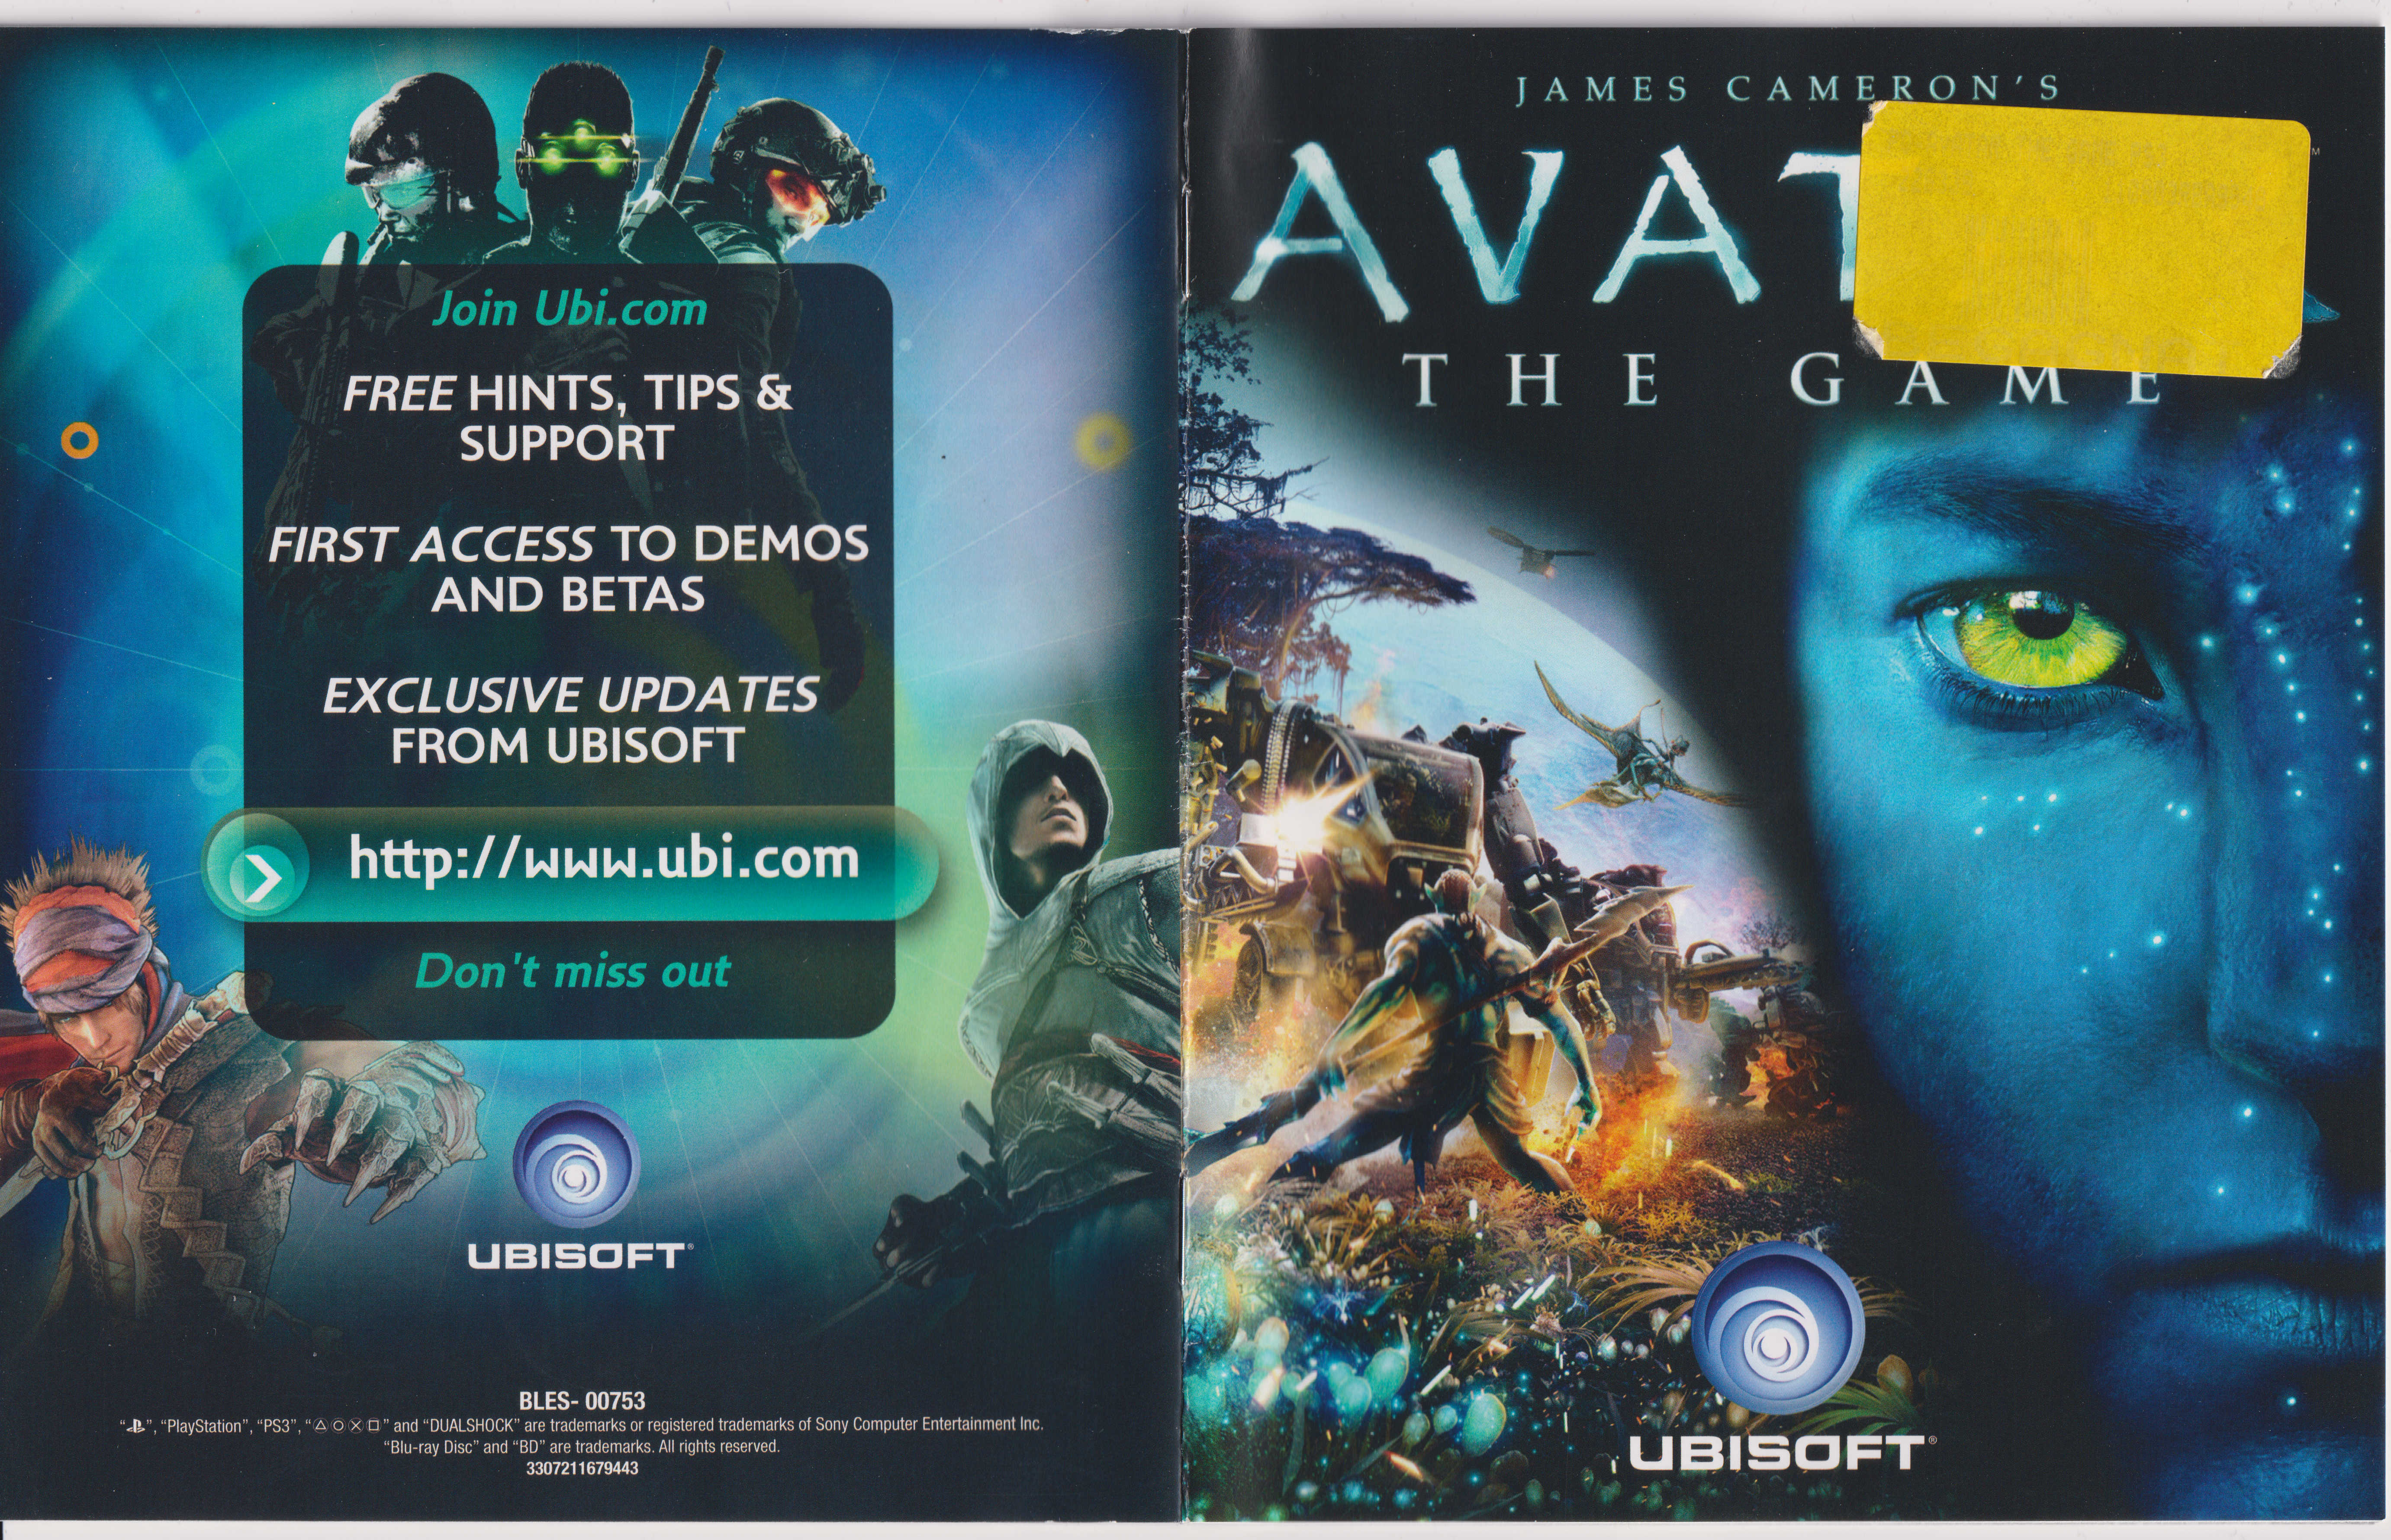 Join Ubi.com
FREE HINTS, TIPS &
SUPPORT
FIRST ACCESS TO DEMOS
AND BETAS
EXCLUSIVE UPDATES
FROM UBISOFT
http://www.ubi.com
Don't miss out
UBISOFT®
BLES- 00753
“PS”, “PlayStation”, “PS3”, “△○✕□” and “DUALSHOCK” are trademarks or registered trademarks of Sony Computer Entertainment Inc.
“Blu-ray Disc” and “BD” are trademarks. All rights reserved.
3307211679443
JAMES CAMERON'S
AVAT
™
THE GAME
UBISOFT®